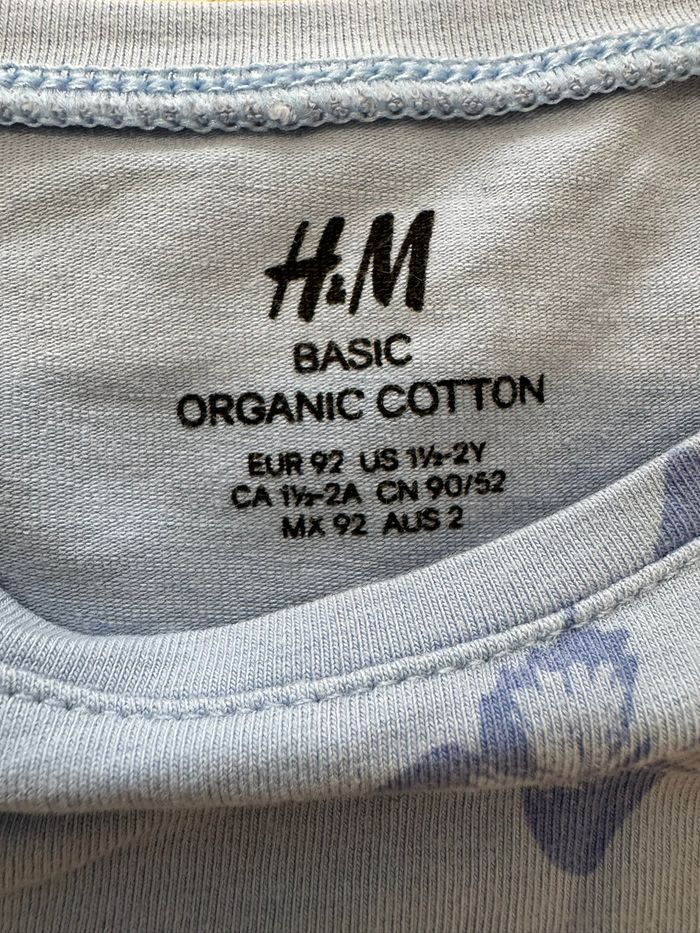 H&M
BASIC
ORGANIC COTTON
EUR 92 US 1½-2Y
CA 1½-2A CN 90/52
MX 92 AUS 2